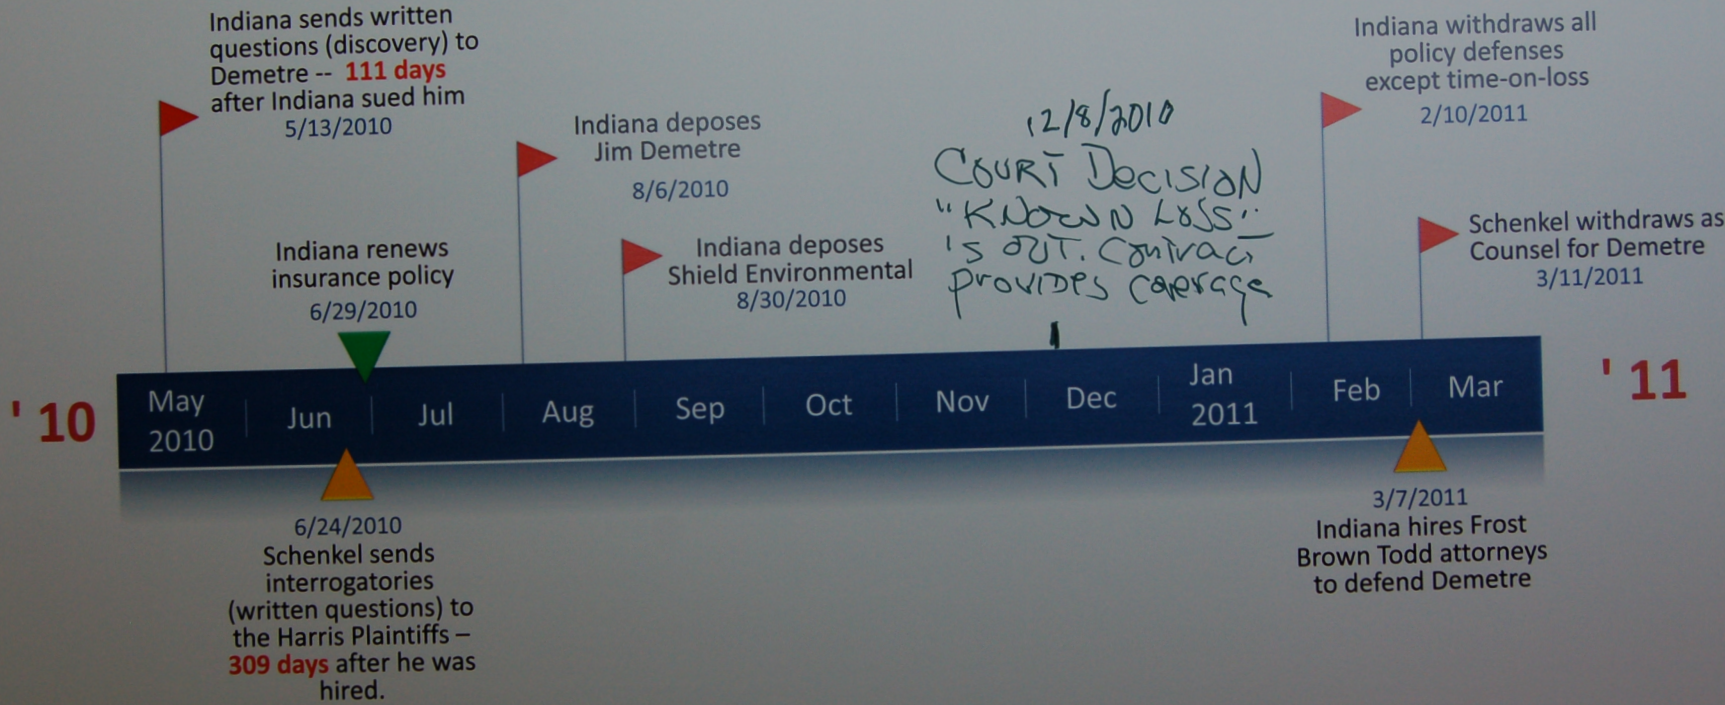 Indiana sends written
questions (discovery) to
Demetre -- 111 days
after Indiana sued him
5/13/2010
Indiana renews
insurance policy
6/29/2010
Indiana deposes
Jim Demetre
8/6/2010
Indiana deposes
Shield Environmental
8/30/2010
12/8/2010
COURT DECISION
"KNOWN LOSS"
is OUT. Contract
provides coverage
Indiana withdraws all
policy defenses
except time-on-loss
2/10/2011
Schenkel withdraws as
Counsel for Demetre
3/11/2011
' 10
May
2010
Jun
Jul
Aug
Sep
Oct
Nov
Dec
Jan
2011
Feb
Mar
' 11
6/24/2010
Schenkel sends
interrogatories
(written questions) to
the Harris Plaintiffs –
309 days after he was
hired.
3/7/2011
Indiana hires Frost
Brown Todd attorneys
to defend Demetre